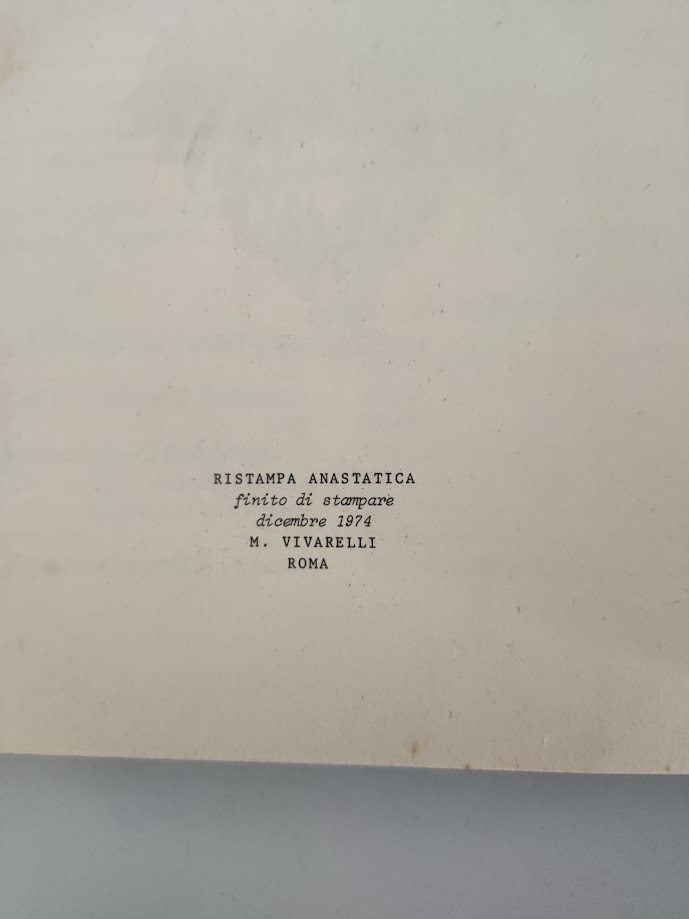 RISTAMPA ANASTATICA
finito di stampare
dicembre 1974
M. VIVARELLI
ROMA